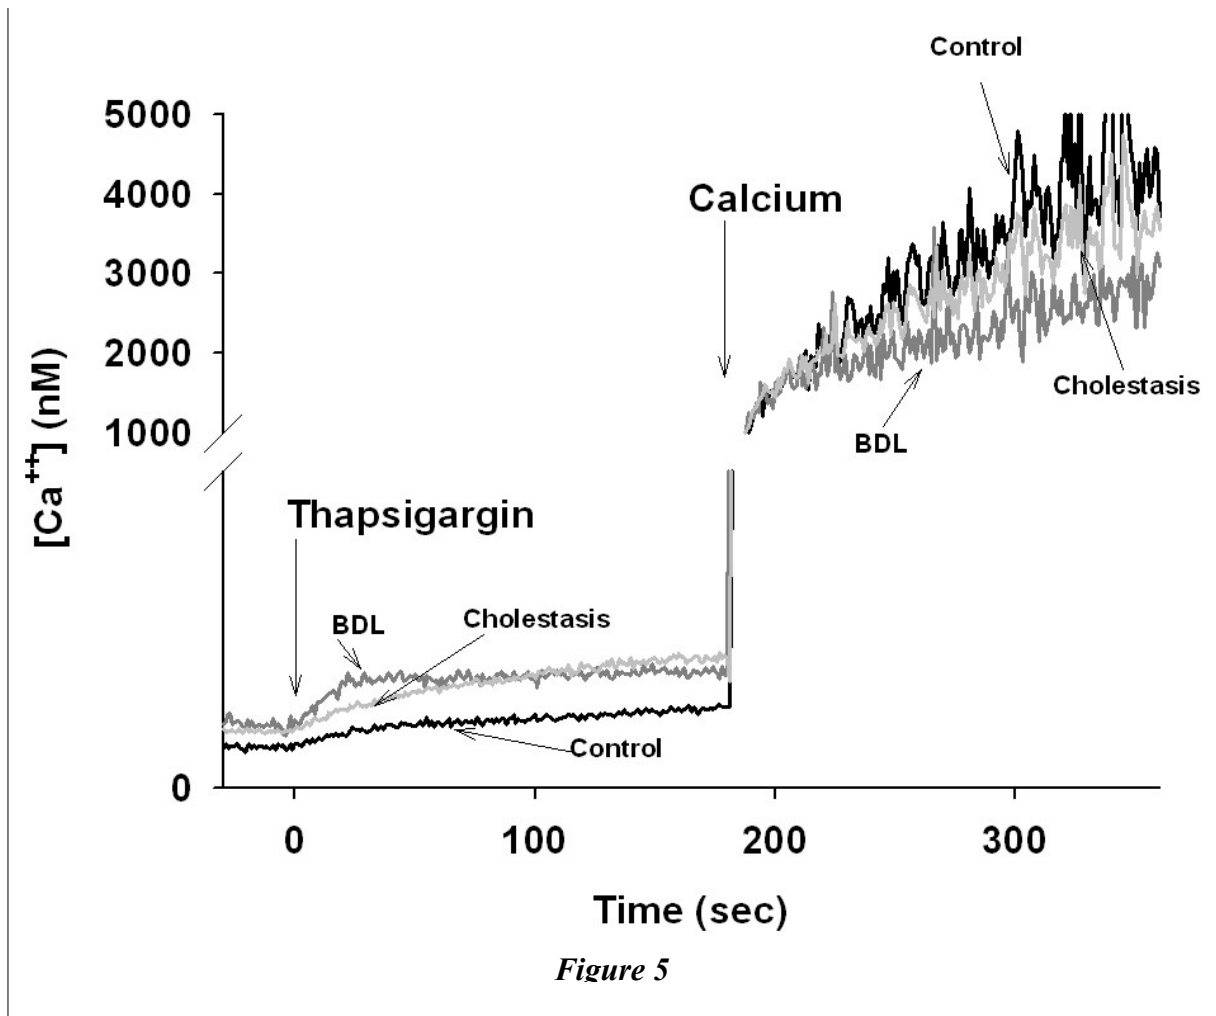 Control
5000
4000
Calcium
3000
2000
Cholestasis
1000
BDL
[Ca++] (nM)
Thapsigargin
BDL
Cholestasis
Control
0
0 100 200 300
Time (sec)
Figure 5